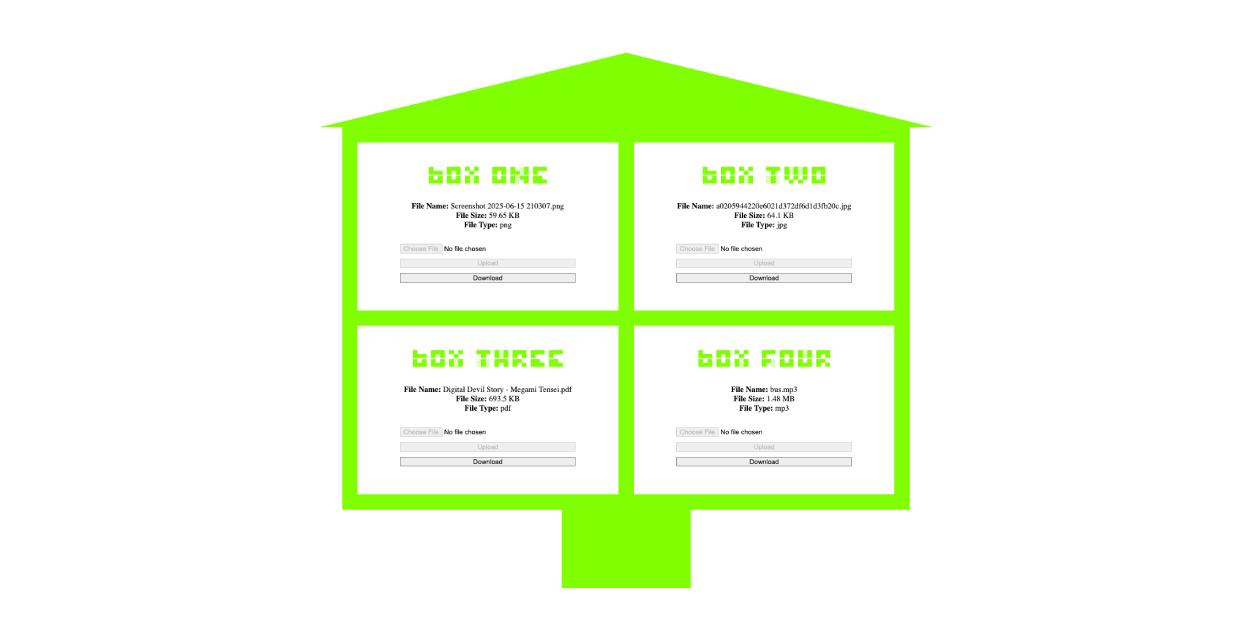 box ONE
File Name: Screenshot 2025-06-15 210307.png
File Size: 59.65 KB
File Type: png
Choose File No file chosen
Upload
Download
box TWO
File Name: a0205944220e6021d372df6d1d3fb20c.jpg
File Size: 64.1 KB
File Type: jpg
Choose File No file chosen
Upload
Download
box THREE
File Name: Digital Devil Story - Megami Tensei.pdf
File Size: 693.5 KB
File Type: pdf
Choose File No file chosen
Upload
Download
box FOUR
File Name: bus.mp3
File Size: 1.48 MB
File Type: mp3
Choose File No file chosen
Upload
Download